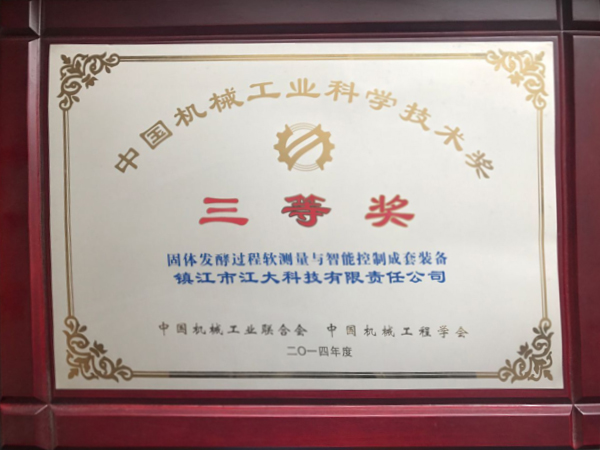 中国机械工业科学技术奖
三等奖
固体发酵过程软测量与智能控制成套装备
镇江市江大科技有限责任公司
中国机械工业联合会 中国机械工程学会
二〇一四年度